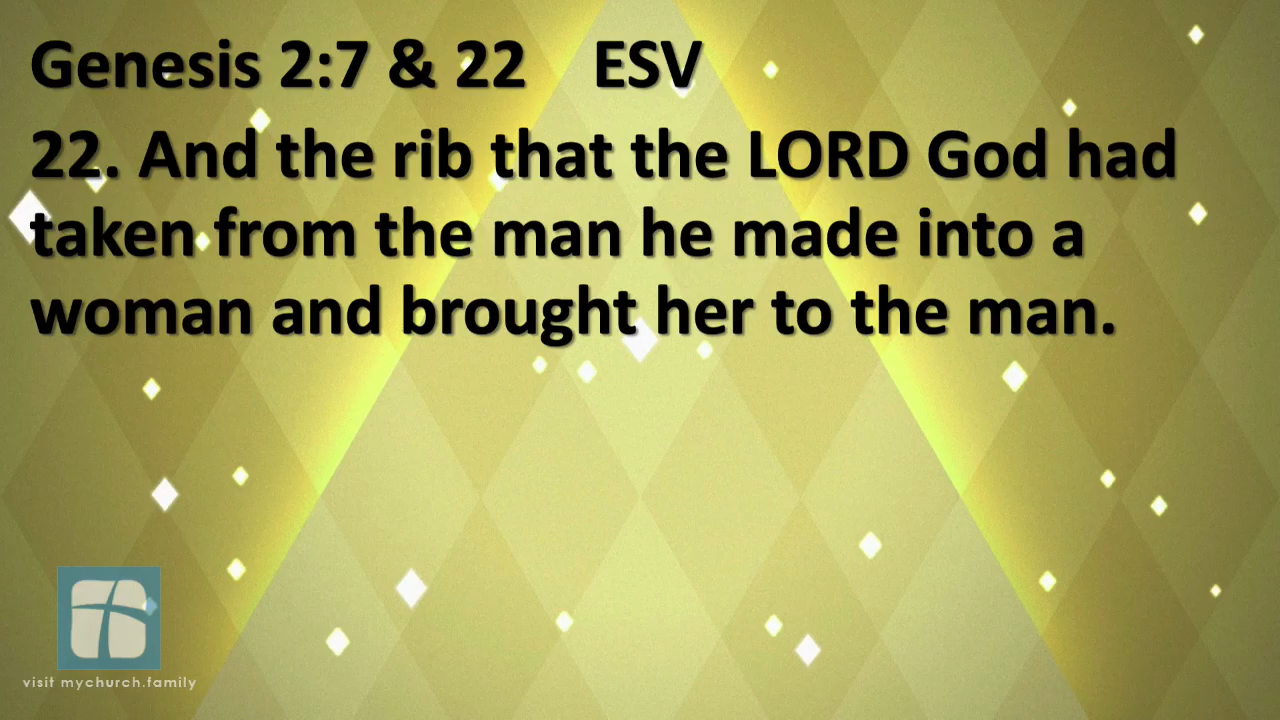 Genesis 2:7 & 22 ESV
22. And the rib that the LORD God had
taken from the man he made into a
woman and brought her to the man.
visit mychurch.family